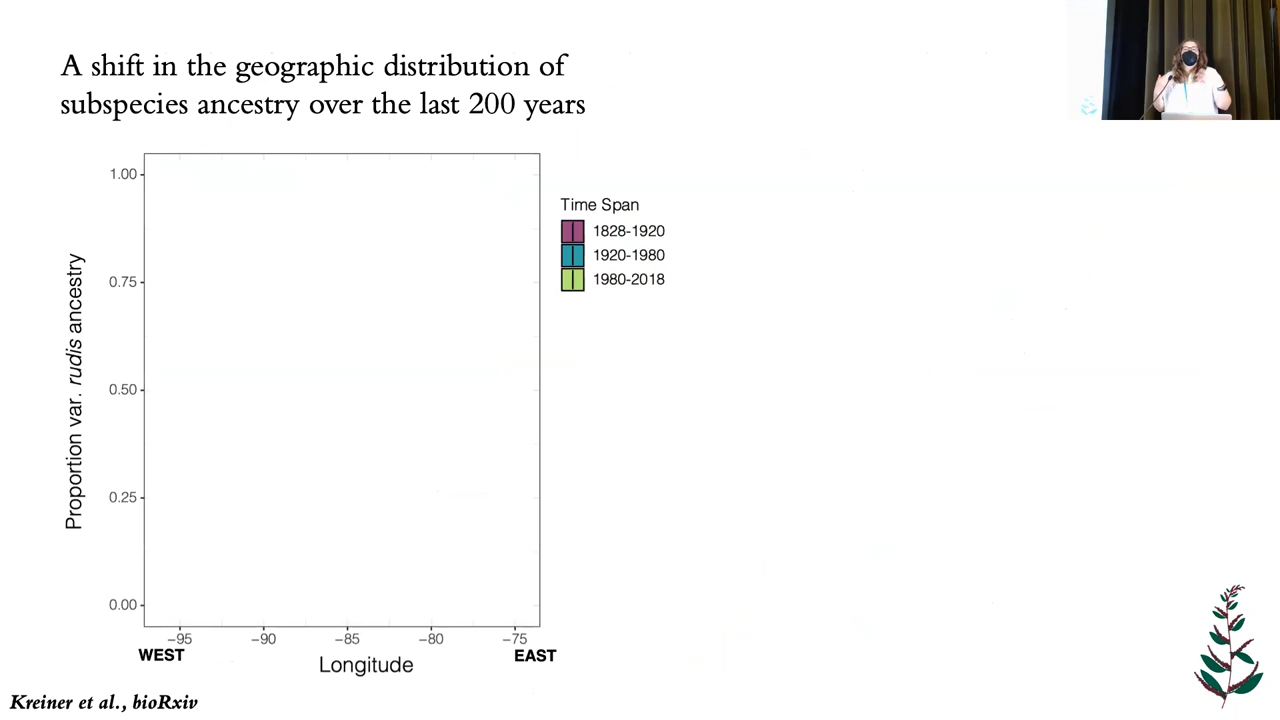 A shift in the geographic distribution of
subspecies ancestry over the last 200 years
Proportion var. rudis ancestry
1.00
0.75
0.50
0.25
0.00
−95
−90
−85
−80
−75
WEST
EAST
Longitude
Time Span
1828-1920
1920-1980
1980-2018
Kreiner et al., bioRxiv